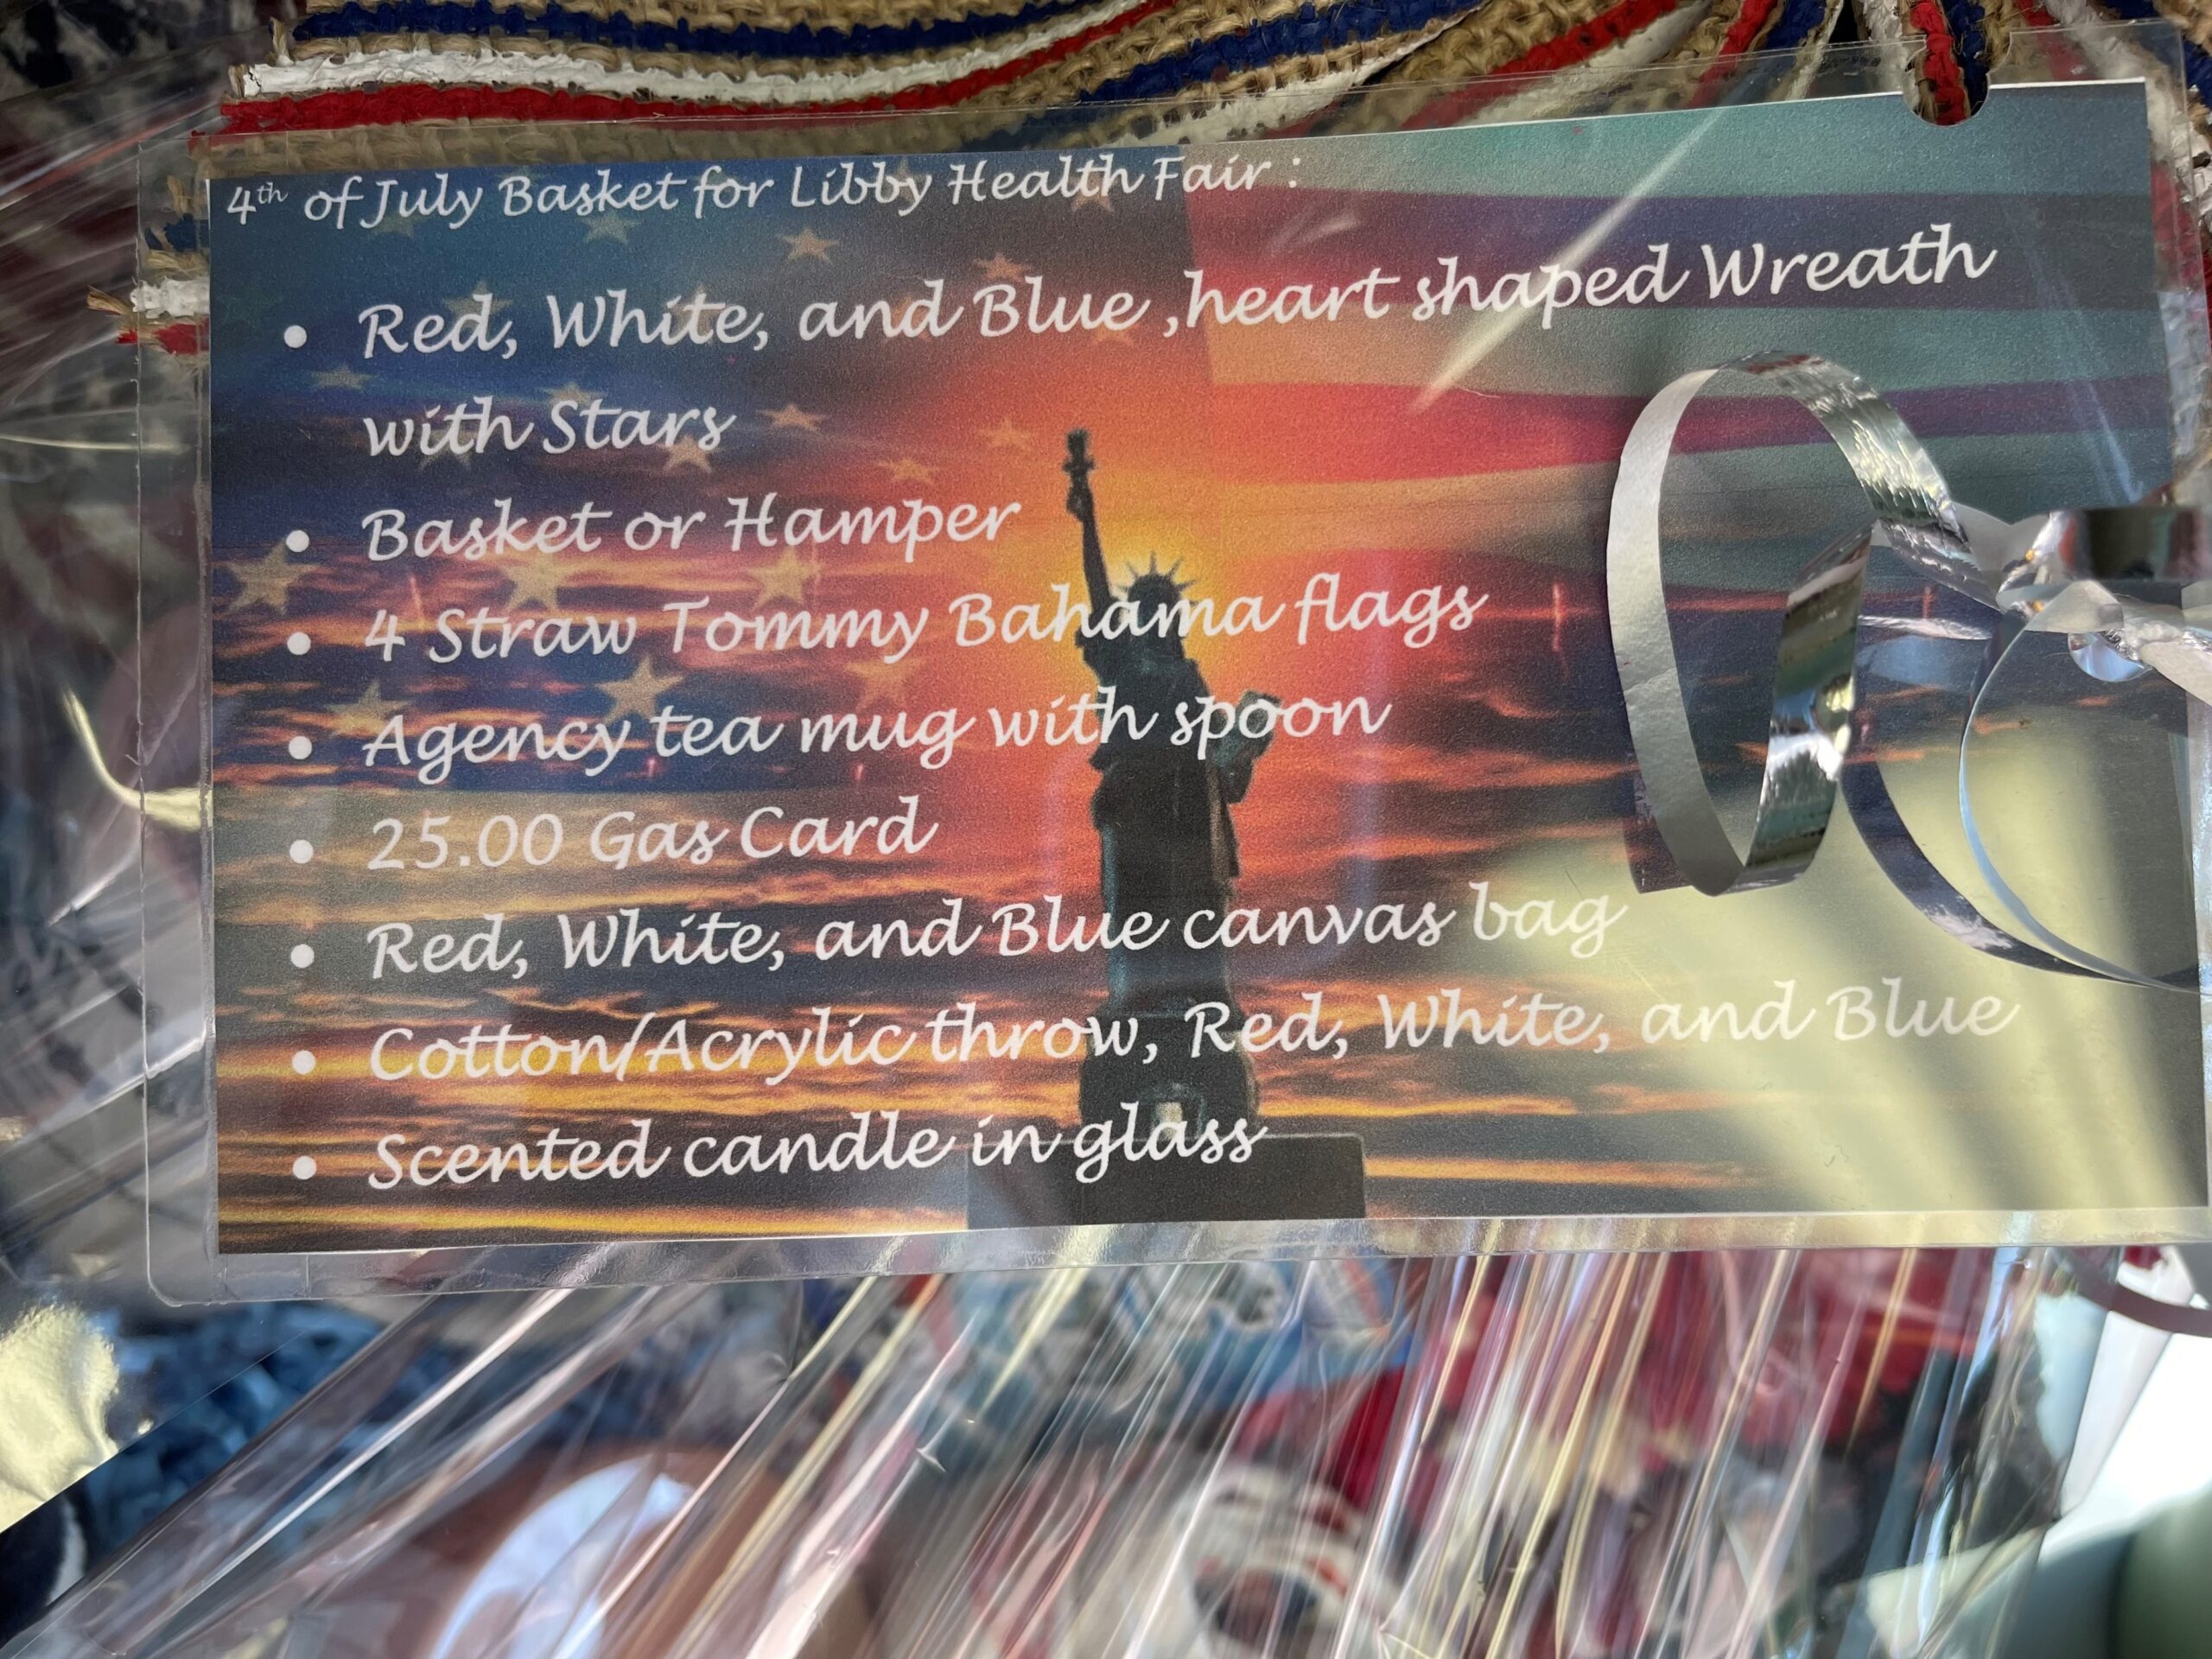 4th of July Basket for Libby Health Fair :
• Red, White, and Blue ,heart shaped Wreath
with Stars
• Basket or Hamper
• 4 Straw Tommy Bahama flags
• Agency tea mug with spoon
• 25.00 Gas Card
• Red, White, and Blue canvas bag
• Cotton/Acrylic throw, Red, White, and Blue
• Scented candle in glass